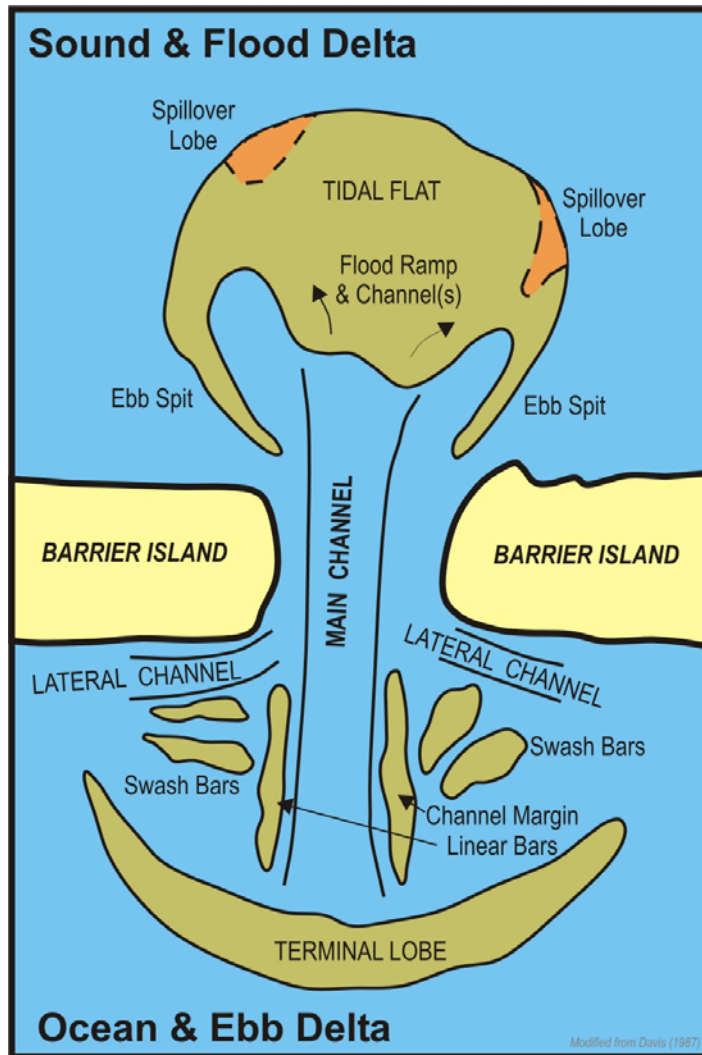 Sound & Flood Delta
Spillover
Lobe
TIDAL FLAT
Spillover
Lobe
Flood Ramp
& Channel(s)
Ebb Spit
Ebb Spit
BARRIER ISLAND
MAIN CHANNEL
BARRIER ISLAND
LATERAL CHANNEL
LATERAL CHANNEL
Swash Bars
Swash Bars
Channel Margin
Linear Bars
TERMINAL LOBE
Ocean & Ebb Delta
Modified from Davis (1987)